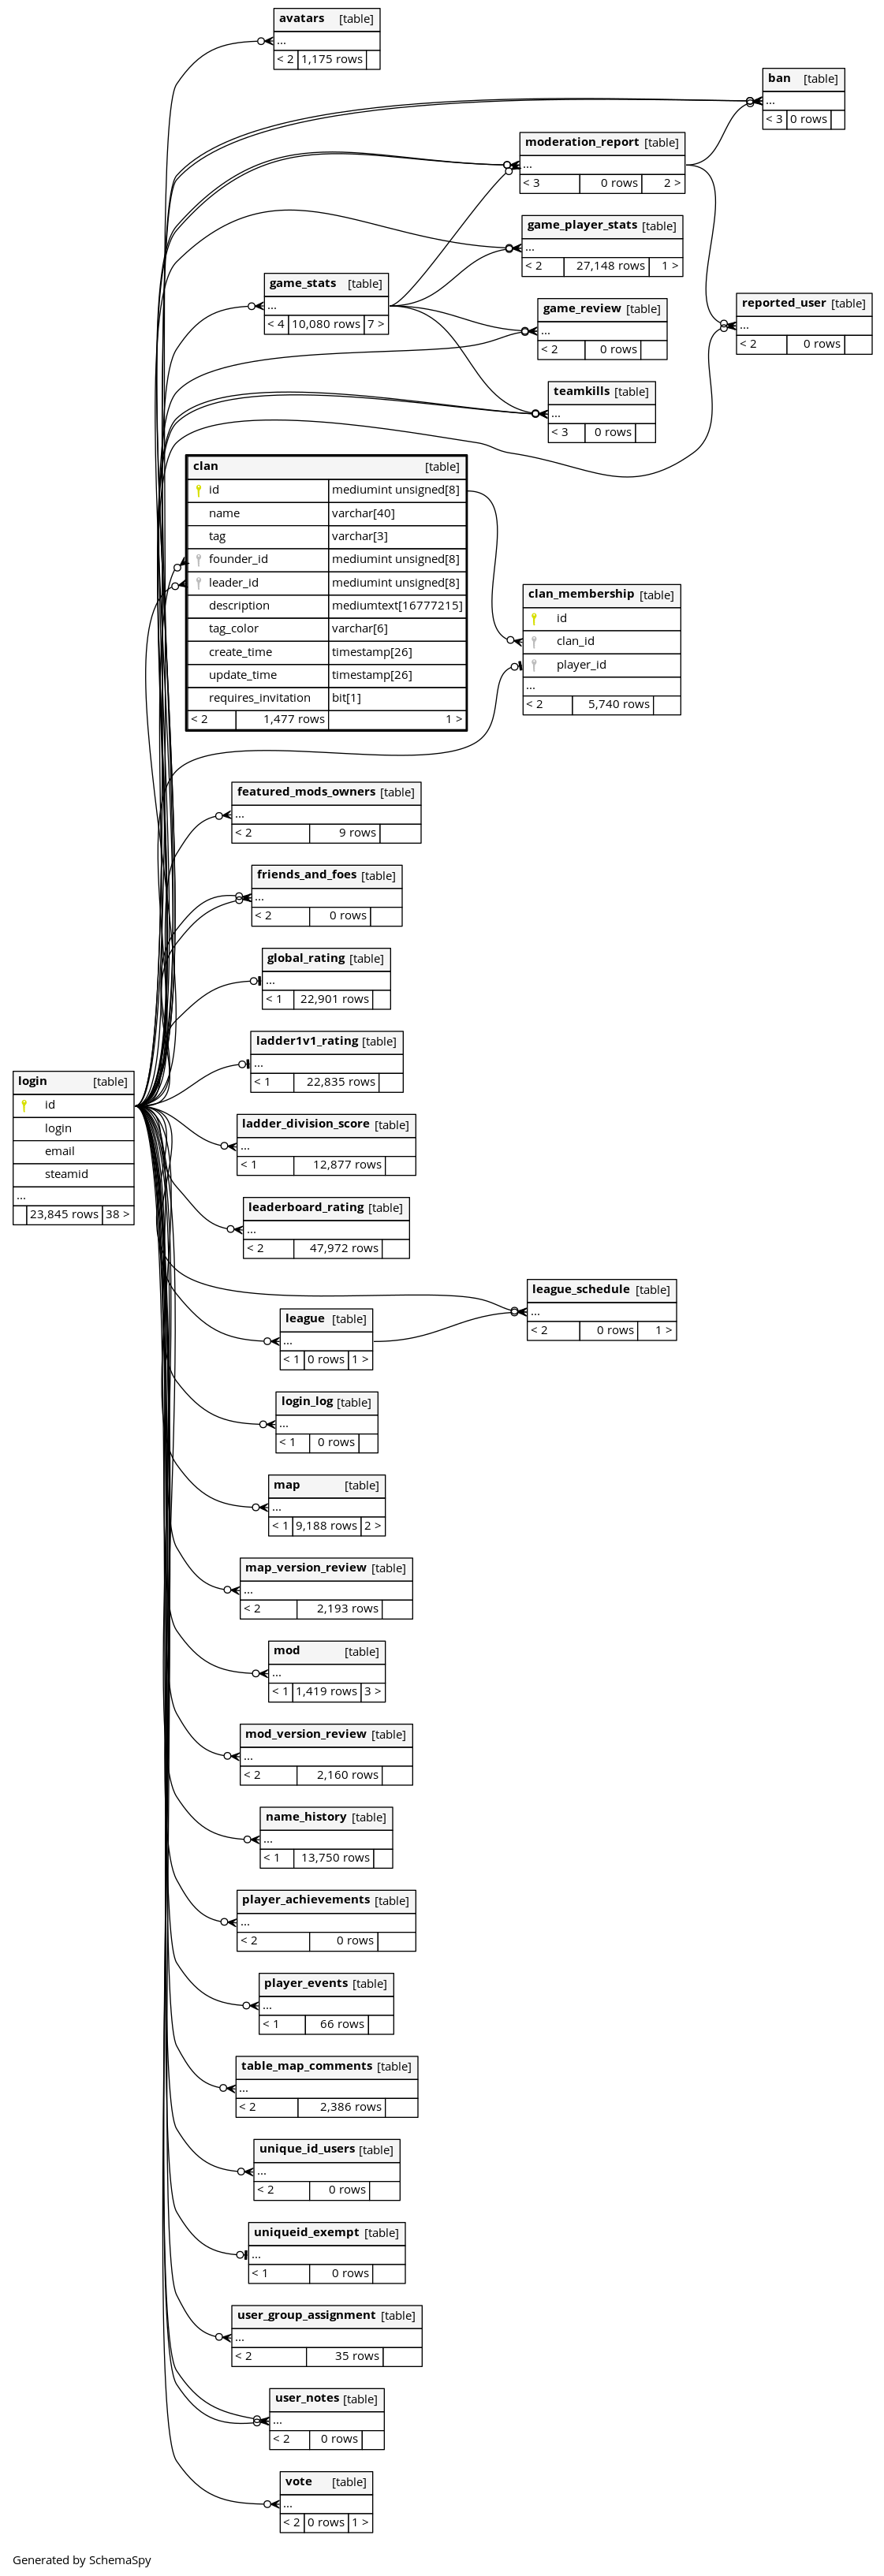 avatars [table]
...
< 2 1,175 rows
ban [table]
...
< 3 0 rows
moderation_report [table]
...
< 3 0 rows 2 >
game_player_stats [table]
...
< 2 27,148 rows 1 >
game_stats [table]
...
< 4 10,080 rows 7 >
game_review [table]
...
< 2 0 rows
reported_user [table]
...
< 2 0 rows
teamkills [table]
...
< 3 0 rows
clan [table]
id mediumint unsigned[8]
name varchar[40]
tag varchar[3]
founder_id mediumint unsigned[8]
leader_id mediumint unsigned[8]
description mediumtext[16777215]
tag_color varchar[6]
create_time timestamp[26]
update_time timestamp[26]
requires_invitation bit[1]
< 2 1,477 rows 1 >
clan_membership [table]
id
clan_id
player_id
...
< 2 5,740 rows
featured_mods_owners [table]
...
< 2 9 rows
friends_and_foes [table]
...
< 2 0 rows
global_rating [table]
...
< 1 22,901 rows
ladder1v1_rating [table]
...
< 1 22,835 rows
login [table]
id
login
email
steamid
...
23,845 rows 38 >
ladder_division_score [table]
...
< 1 12,877 rows
leaderboard_rating [table]
...
< 2 47,972 rows
league_schedule [table]
...
< 2 0 rows 1 >
league [table]
...
< 1 0 rows 1 >
login_log [table]
...
< 1 0 rows
map [table]
...
< 1 9,188 rows 2 >
map_version_review [table]
...
< 2 2,193 rows
mod [table]
...
< 1 1,419 rows 3 >
mod_version_review [table]
...
< 2 2,160 rows
name_history [table]
...
< 1 13,750 rows
player_achievements [table]
...
< 2 0 rows
player_events [table]
...
< 1 66 rows
table_map_comments [table]
...
< 2 2,386 rows
unique_id_users [table]
...
< 2 0 rows
uniqueid_exempt [table]
...
< 1 0 rows
user_group_assignment [table]
...
< 2 35 rows
user_notes [table]
...
< 2 0 rows
vote [table]
...
< 2 0 rows 1 >
Generated by SchemaSpy